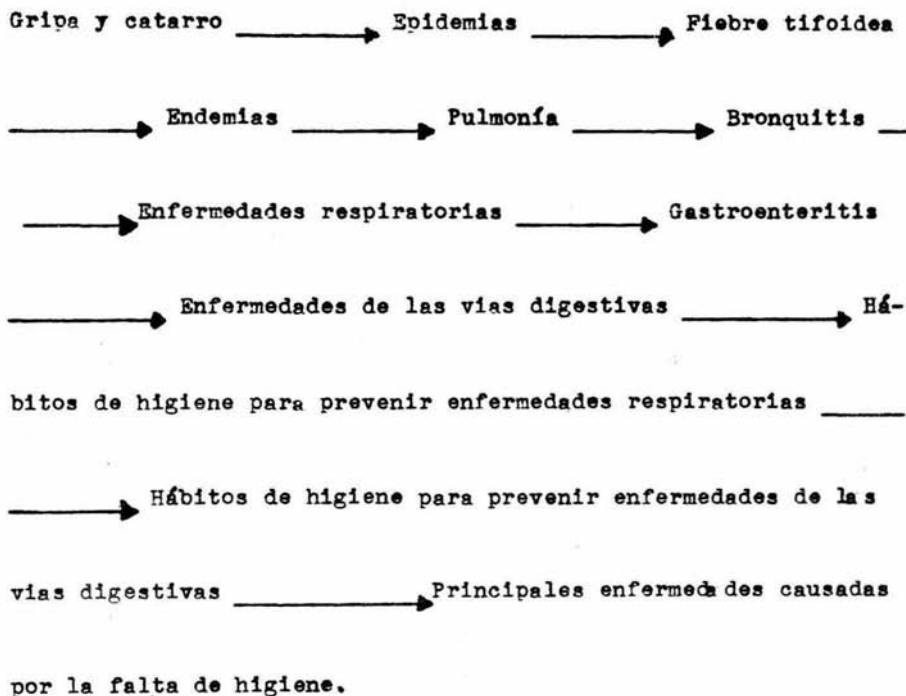 Gripa y catarro Epidemias Fiebre tifoidea
Endemias Pulmonía Bronquitis
Enfermedades respiratorias Gastroenteritis
Enfermedades de las vias digestivas Há-
bitos de higiene para prevenir enfermedades respiratorias
Hábitos de higiene para prevenir enfermedades de las
vias digestivas Principales enfermedades causadas
por la falta de higiene.